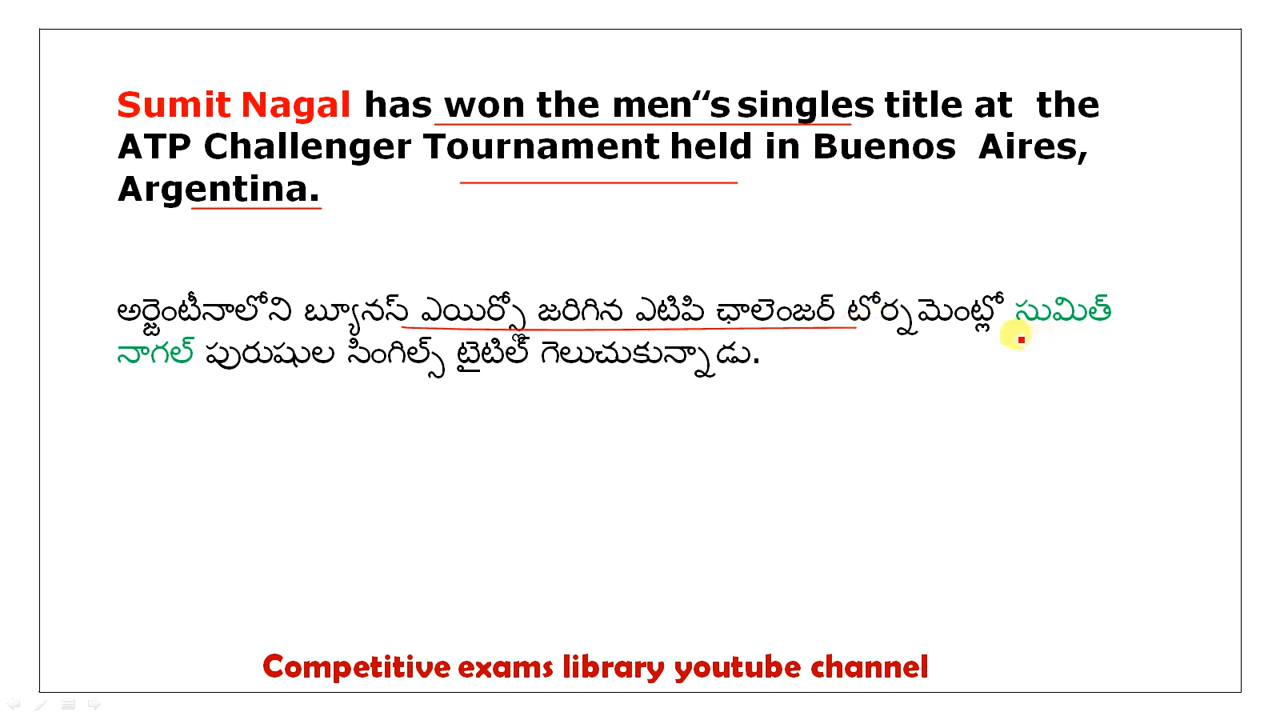 Sumit Nagal has won the men“s singles title at the
ATP Challenger Tournament held in Buenos Aires,
Argentina.
అర్జెంటీనాలోని బ్యూనస్ ఎయిర్స్లో జరిగిన ఎటిపి ఛాలెంజర్ టోర్నమెంట్లో సుమిత్
నాగల్ పురుషుల సింగిల్స్ టైటిల్ గెలుచుకున్నాడు.
Competitive exams library youtube channel